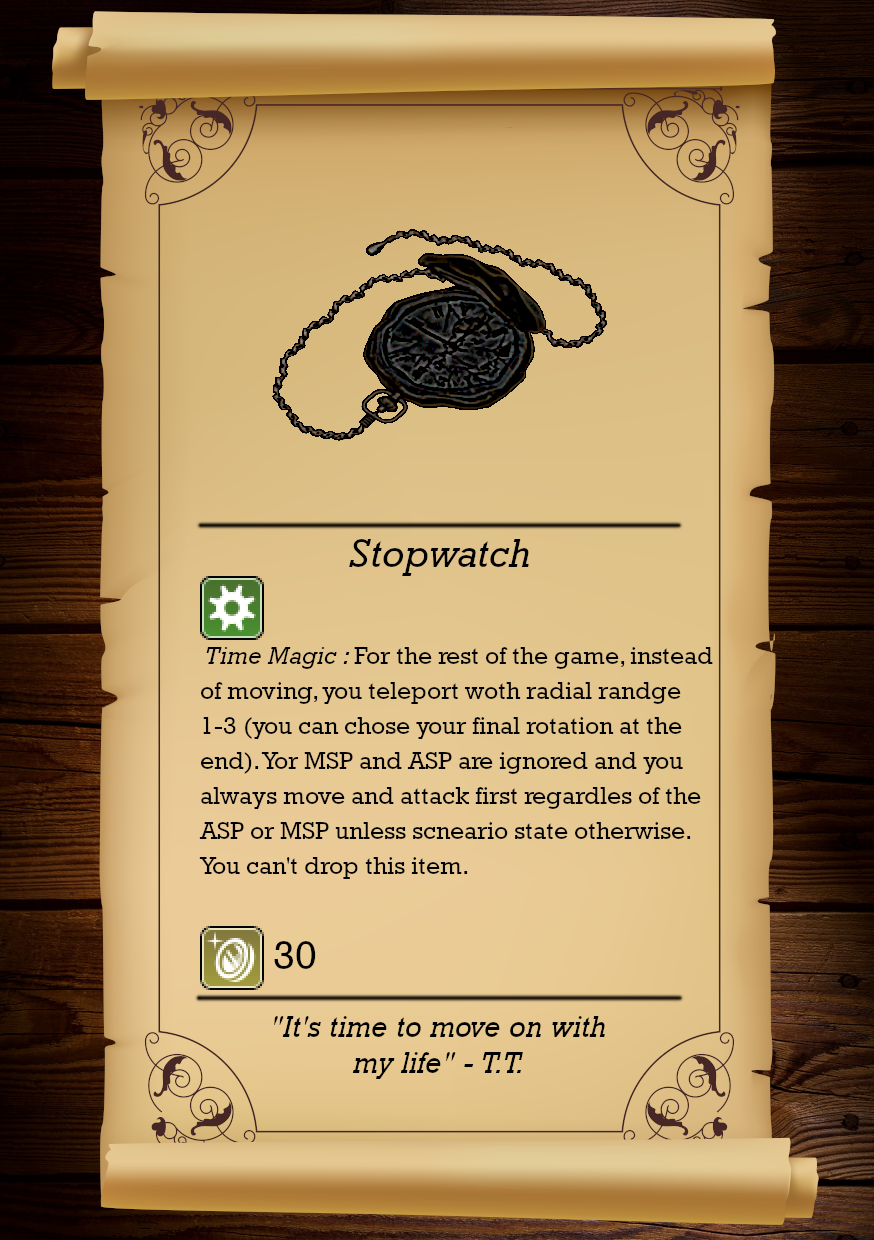 Stopwatch
Time Magic : For the rest of the game, instead
of moving, you teleport woth radial randge
1-3 (you can chose your final rotation at the
end). Yor MSP and ASP are ignored and you
always move and attack first regardles of the
ASP or MSP unless scneario state otherwise.
You can't drop this item.
30
"It's time to move on with
my life" - T.T.